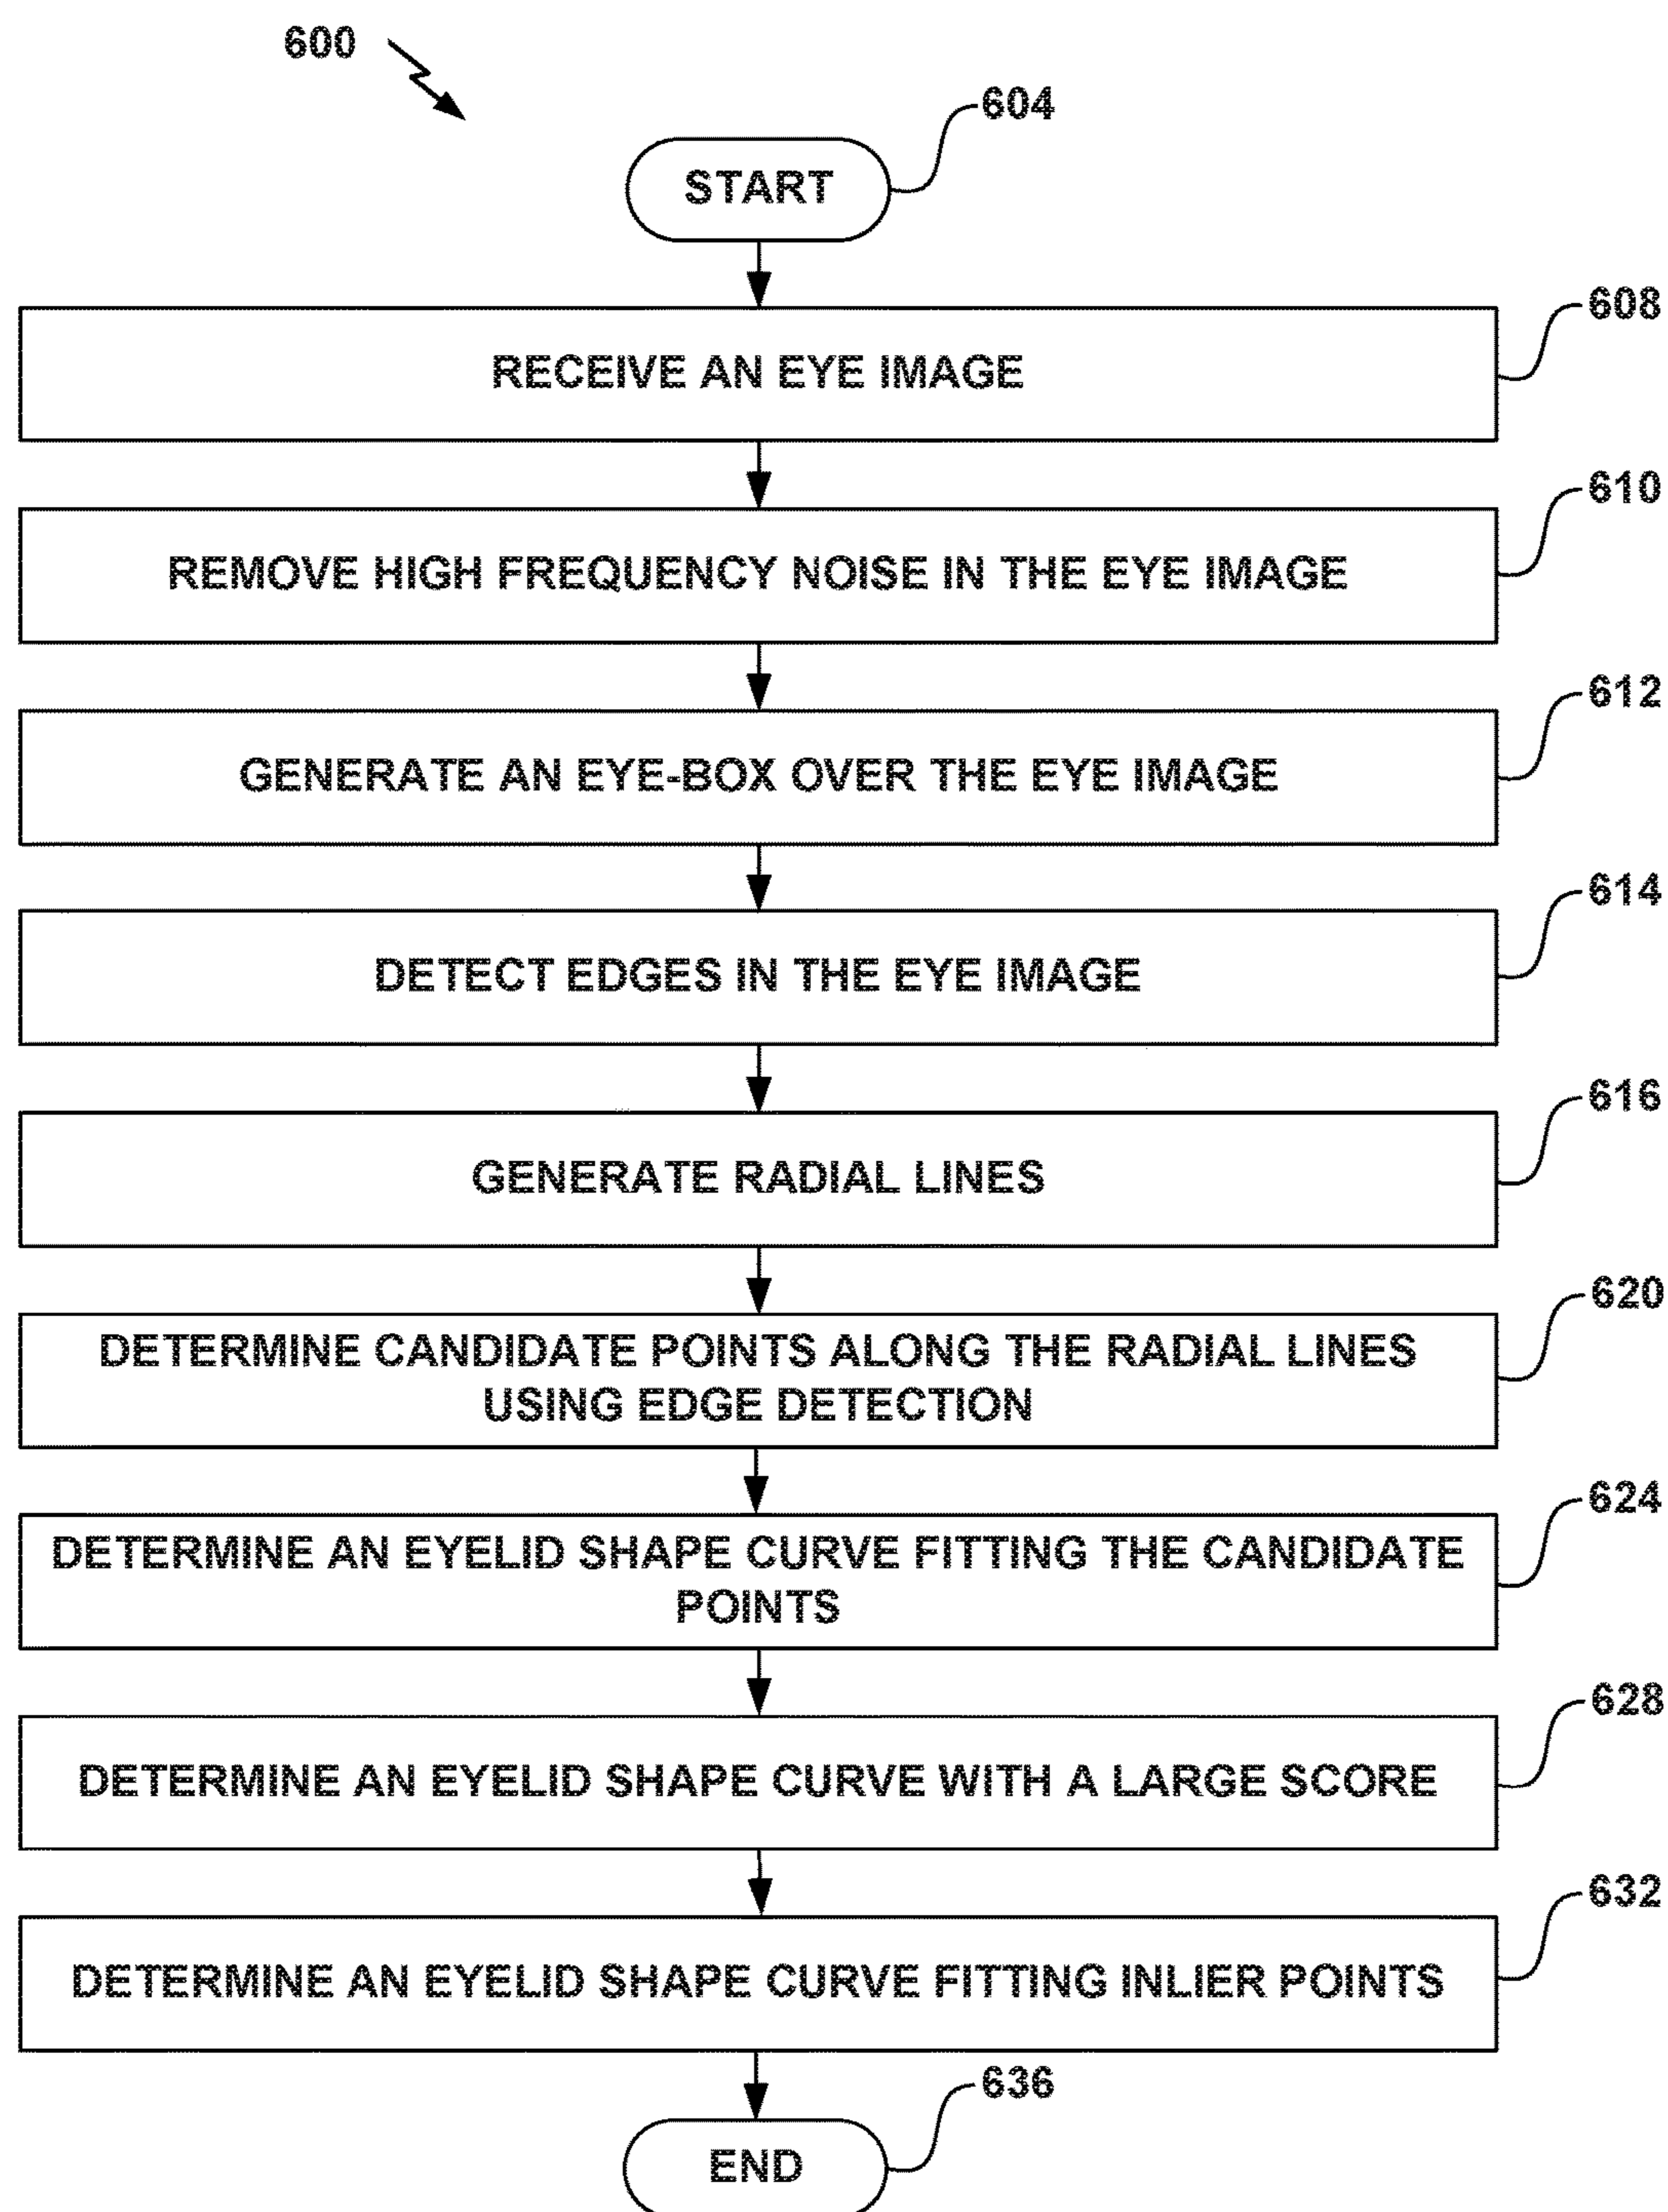 600
604
START
608
RECEIVE AN EYE IMAGE
610
REMOVE HIGH FREQUENCY NOISE IN THE EYE IMAGE
612
GENERATE AN EYE-BOX OVER THE EYE IMAGE
614
DETECT EDGES IN THE EYE IMAGE
616
GENERATE RADIAL LINES
620
DETERMINE CANDIDATE POINTS ALONG THE RADIAL LINES
USING EDGE DETECTION
624
DETERMINE AN EYELID SHAPE CURVE FITTING THE CANDIDATE
POINTS
628
DETERMINE AN EYELID SHAPE CURVE WITH A LARGE SCORE
632
DETERMINE AN EYELID SHAPE CURVE FITTING INLIER POINTS
636
END